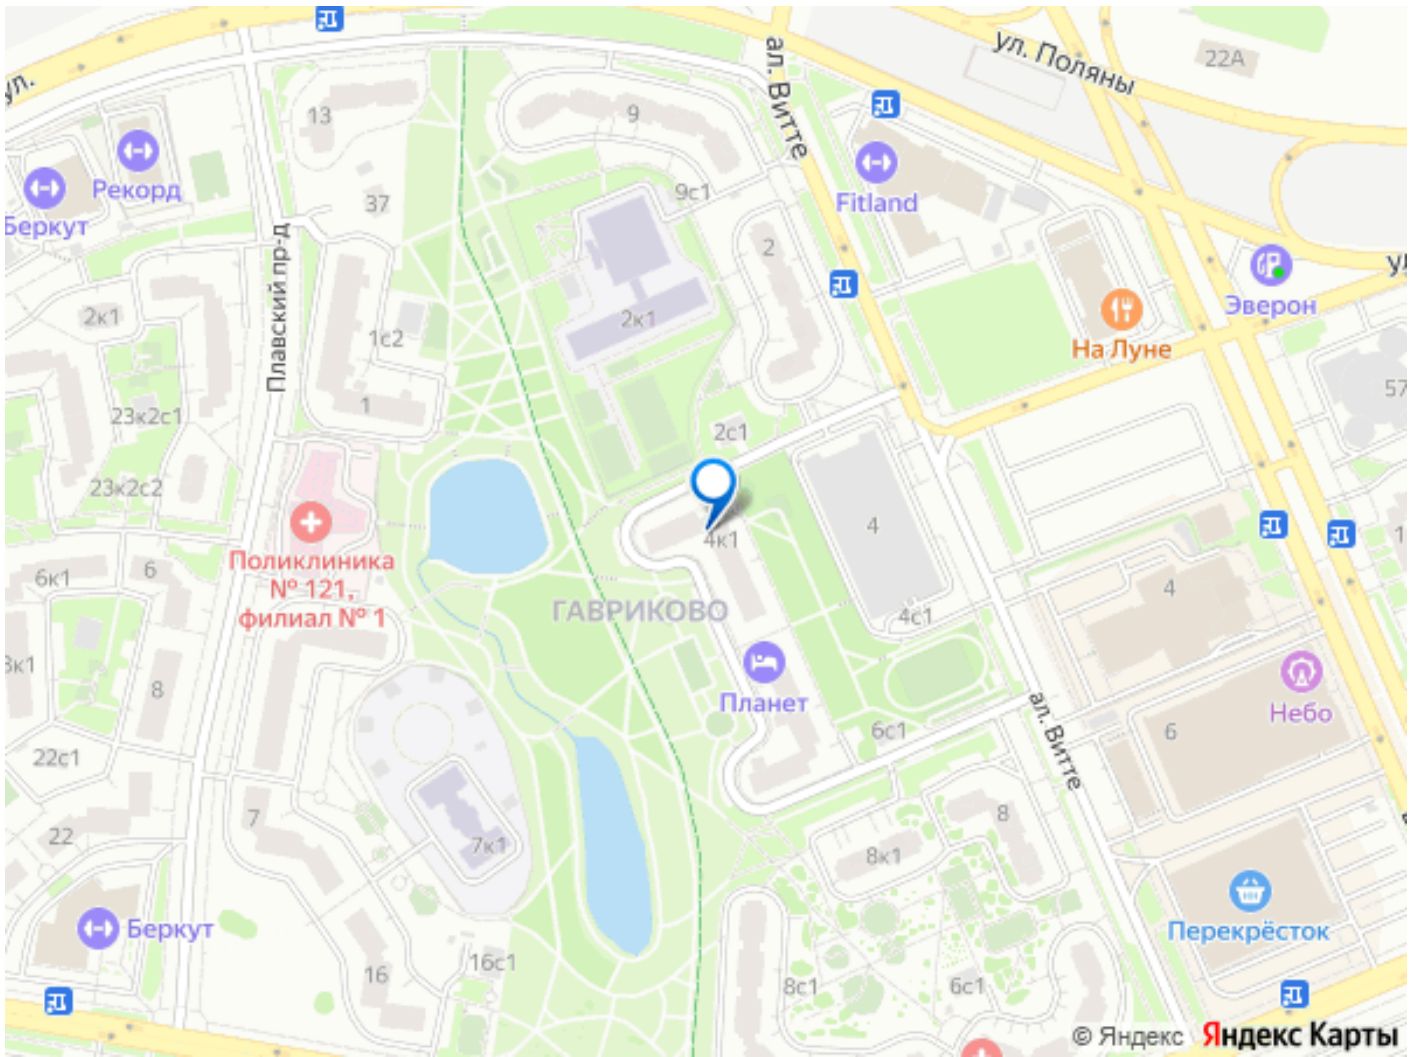 ул. Поляны
22А
ал. Витте
ул.
13
9
Рекорд
Беркут
37
9с1
Fitland
Плавский пр-д
2
ул
Эверон
2к1
2к1
1с2
На Луне
57
1
23к2с1
2с1
23к2с2
4
4к1
1
Поликлиника
№ 121,
филиал № 1
6к1
6
ГАВРИКОВО
4с1
4
8к1
8
Планет
Небо
ал. Витте
6с1
6
22с1
7
22
7к1
8
8к1
Перекрёсток
Беркут
16
16с1
8с1
6с1
© Яндекс Яндекс Карты